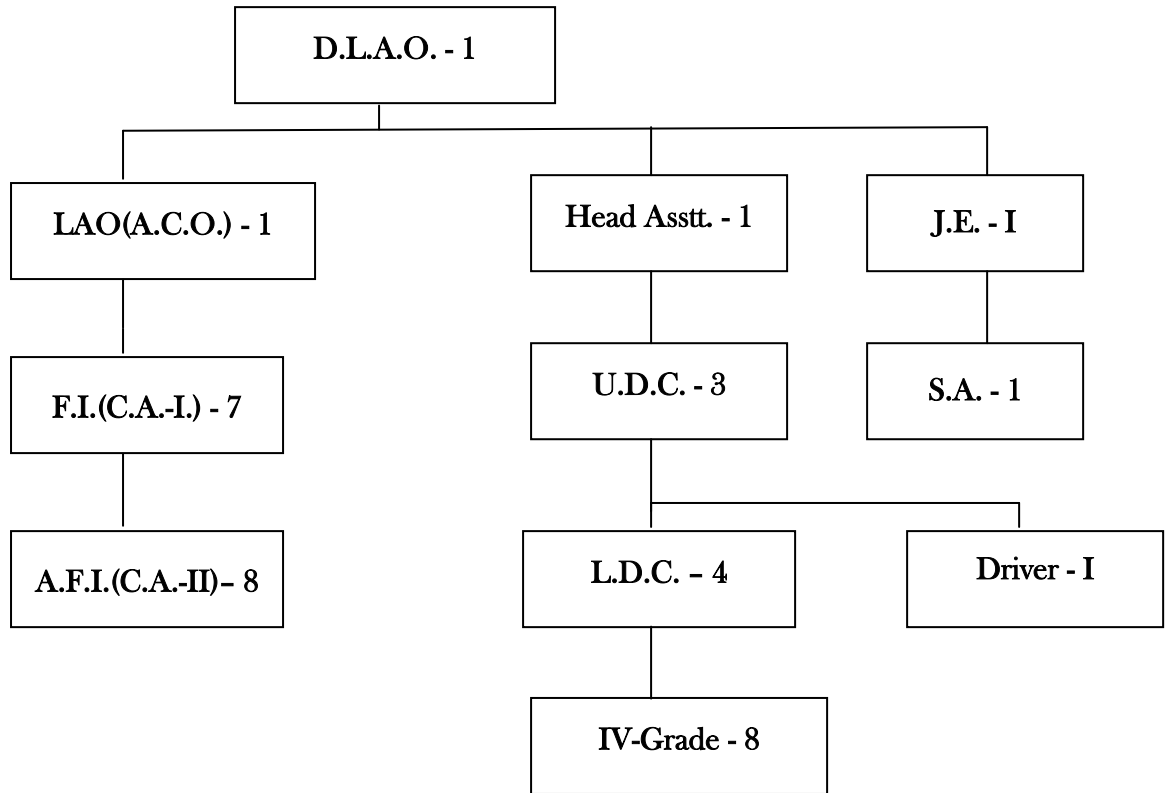 D.L.A.O. - 1
LAO(A.C.O.) - 1
Head Asstt. - 1
J.E. - I
F.I.(C.A.-I.) - 7
U.D.C. - 3
S.A. - 1
A.F.I.(C.A.-II)– 8
L.D.C. – 4
Driver - I
IV-Grade - 8